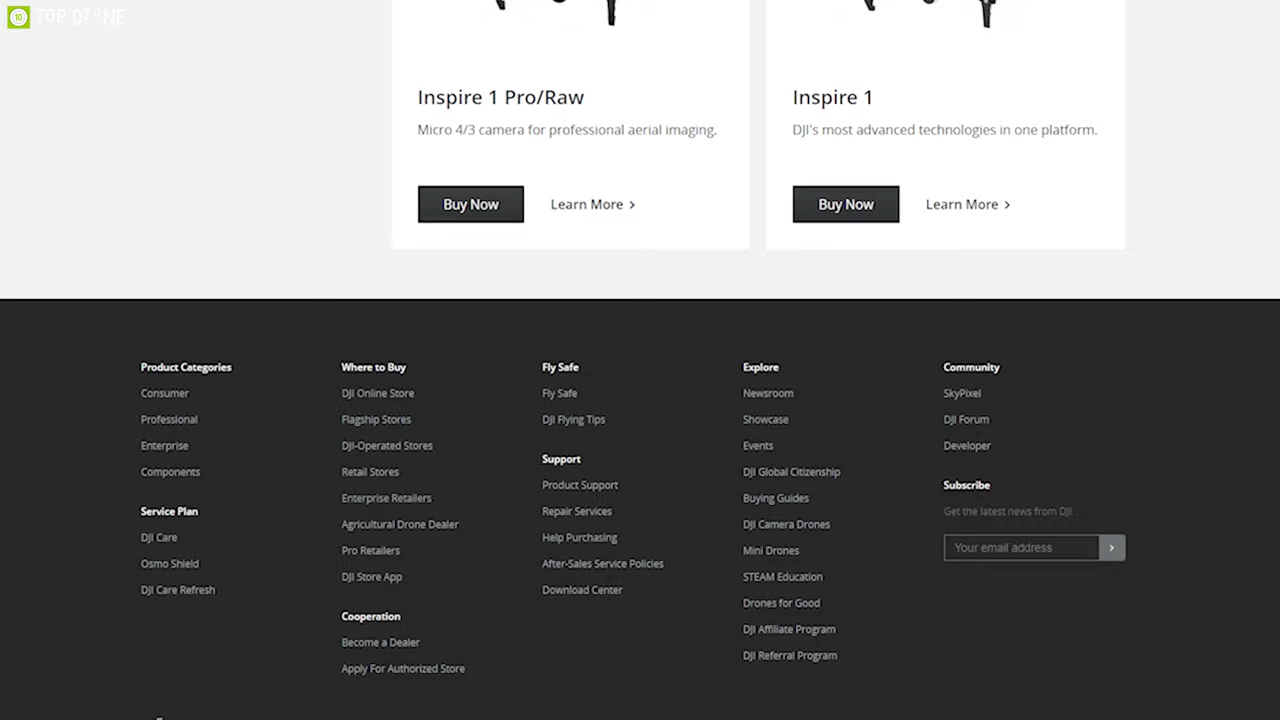 TOP DRONE
Inspire 1 Pro/Raw
Micro 4/3 camera for professional aerial imaging.
Buy Now
Learn More >
Inspire 1
DJI's most advanced technologies in one platform.
Buy Now
Learn More >
Product Categories
Consumer
Professional
Enterprise
Components
Service Plan
DJI Care
Osmo Shield
DJI Care Refresh
Where to Buy
DJI Online Store
Flagship Stores
DJI-Operated Stores
Retail Stores
Enterprise Retailers
Agricultural Drone Dealer
Pro Retailers
DJI Store App
Cooperation
Become a Dealer
Apply For Authorized Store
Fly Safe
Fly Safe
DJI Flying Tips
Support
Product Support
Repair Services
Help Purchasing
After-Sales Service Policies
Download Center
Explore
Newsroom
Showcase
Events
DJI Global Citizenship
Buying Guides
DJI Camera Drones
Mini Drones
STEAM Education
Drones for Good
DJI Affiliate Program
DJI Referral Program
Community
SkyPixel
DJI Forum
Developer
Subscribe
Get the latest news from DJI
Your email address